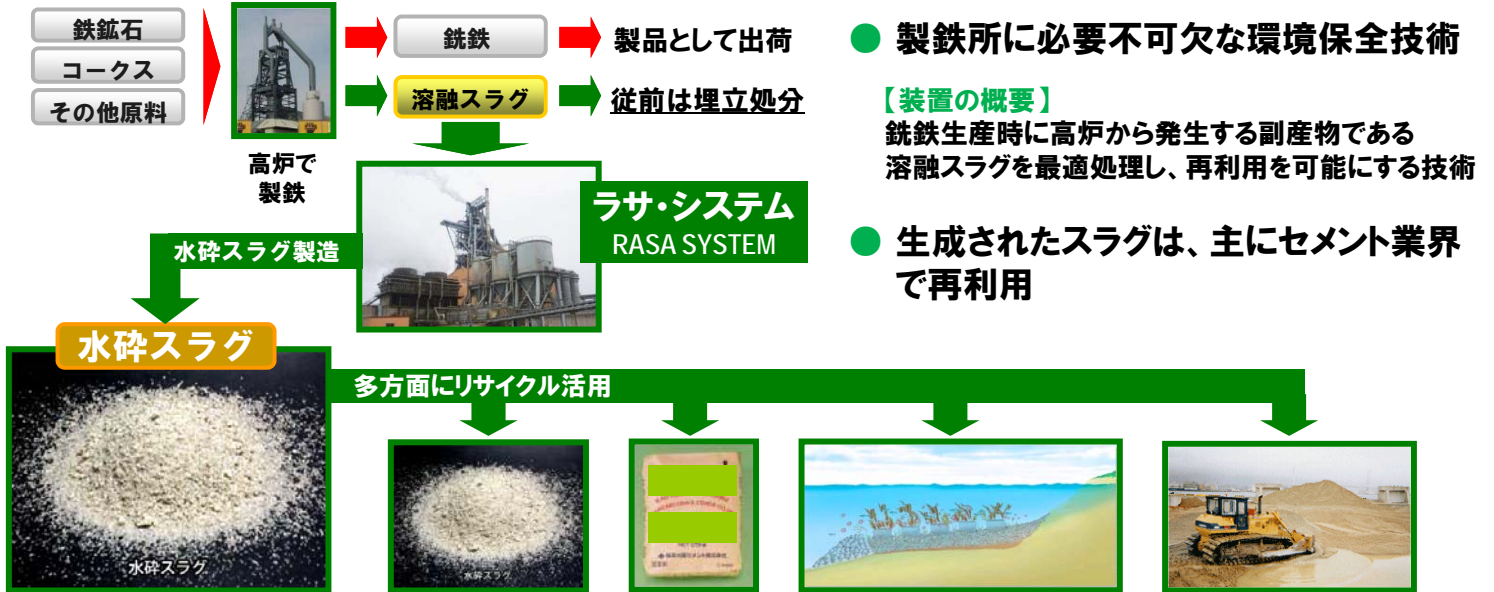 鉄鉱石
コークス
その他原料
高炉で
製鉄
銑鉄
製品として出荷
溶融スラグ
従前は埋立処分
ラサ・システム
RASA SYSTEM
水砕スラグ製造
水砕スラグ
水砕スラグ
多方面にリサイクル活用
水砕スラグ
● 製鉄所に必要不可欠な環境保全技術
【装置の概要】
銑鉄生産時に高炉から発生する副産物である
溶融スラグを最適処理し、再利用を可能にする技術
● 生成されたスラグは、主にセメント業界
で再利用